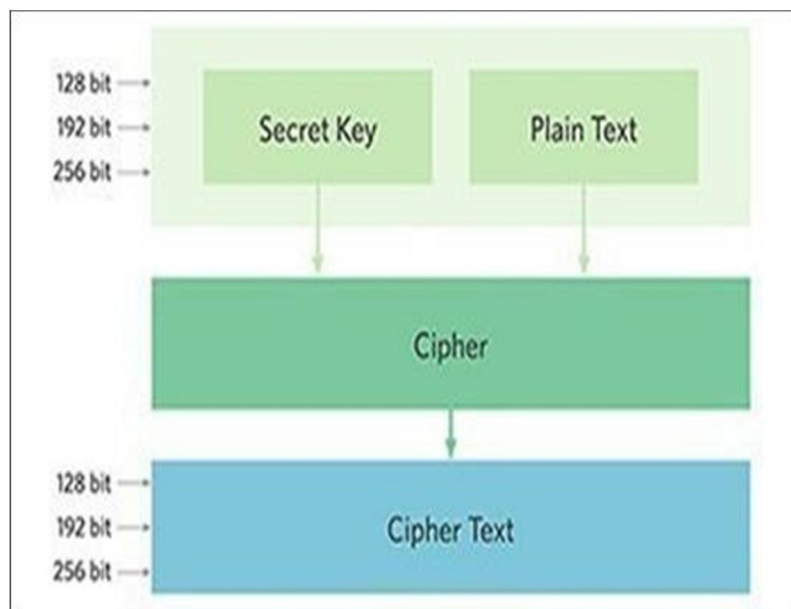 128 bit
192 bit
256 bit
Secret Key
Plain Text
Cipher
128 bit
192 bit
256 bit
Cipher Text